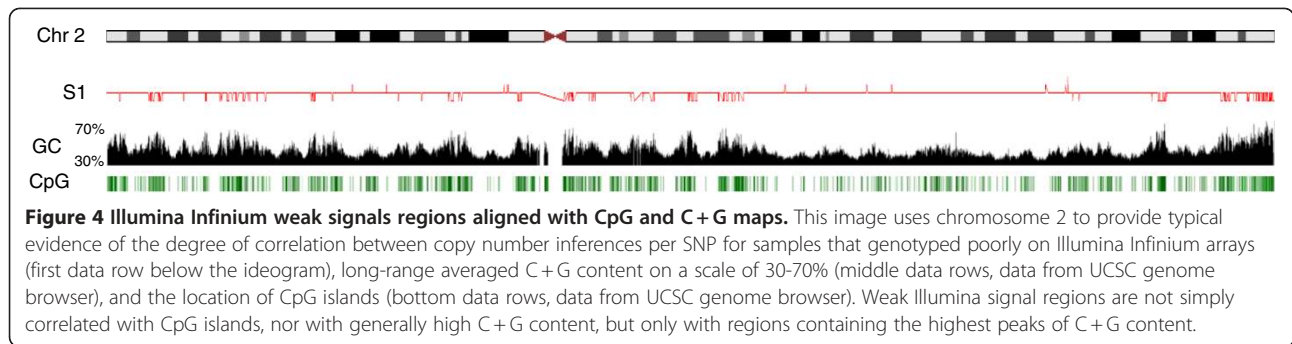 Chr 2
S1
70%
GC
30%
CpG
Figure 4 Illumina Infinium weak signals regions aligned with CpG and C + G maps. This image uses chromosome 2 to provide typical
evidence of the degree of correlation between copy number inferences per SNP for samples that genotyped poorly on Illumina Infinium arrays
(first data row below the ideogram), long-range averaged C + G content on a scale of 30-70% (middle data rows, data from UCSC genome
browser), and the location of CpG islands (bottom data rows, data from UCSC genome browser). Weak Illumina signal regions are not simply
correlated with CpG islands, nor with generally high C + G content, but only with regions containing the highest peaks of C + G content.